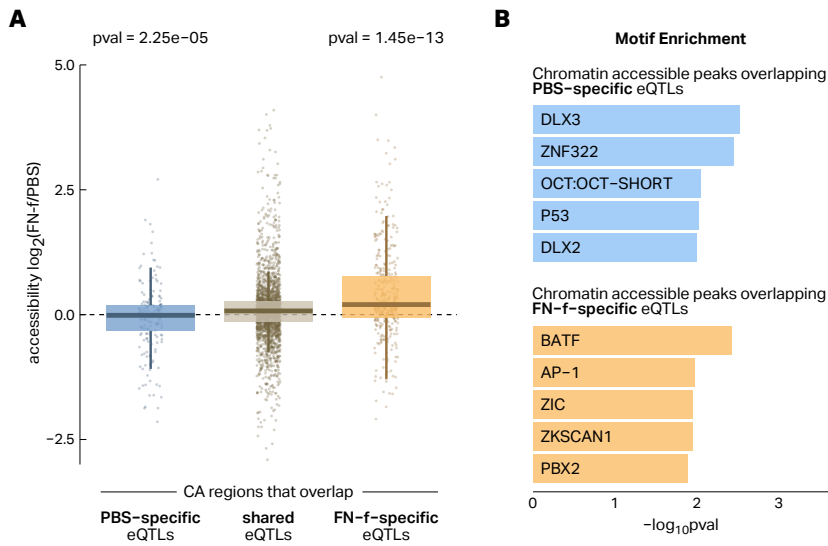 A
pval = 2.25e−05
pval = 1.45e−13
accessibility log2(FN-f/PBS)
5.0
2.5
0.0
−2.5
CA regions that overlap
PBS−specific
eQTLs
shared
eQTLs
FN−f−specific
eQTLs
B
Motif Enrichment
Chromatin accessible peaks overlapping
PBS−specific eQTLs
DLX3
ZNF322
OCT:OCT−SHORT
P53
DLX2
Chromatin accessible peaks overlapping
FN−f−specific eQTLs
BATF
AP−1
ZIC
ZKSCAN1
PBX2
0 1 2 3
−log10pval